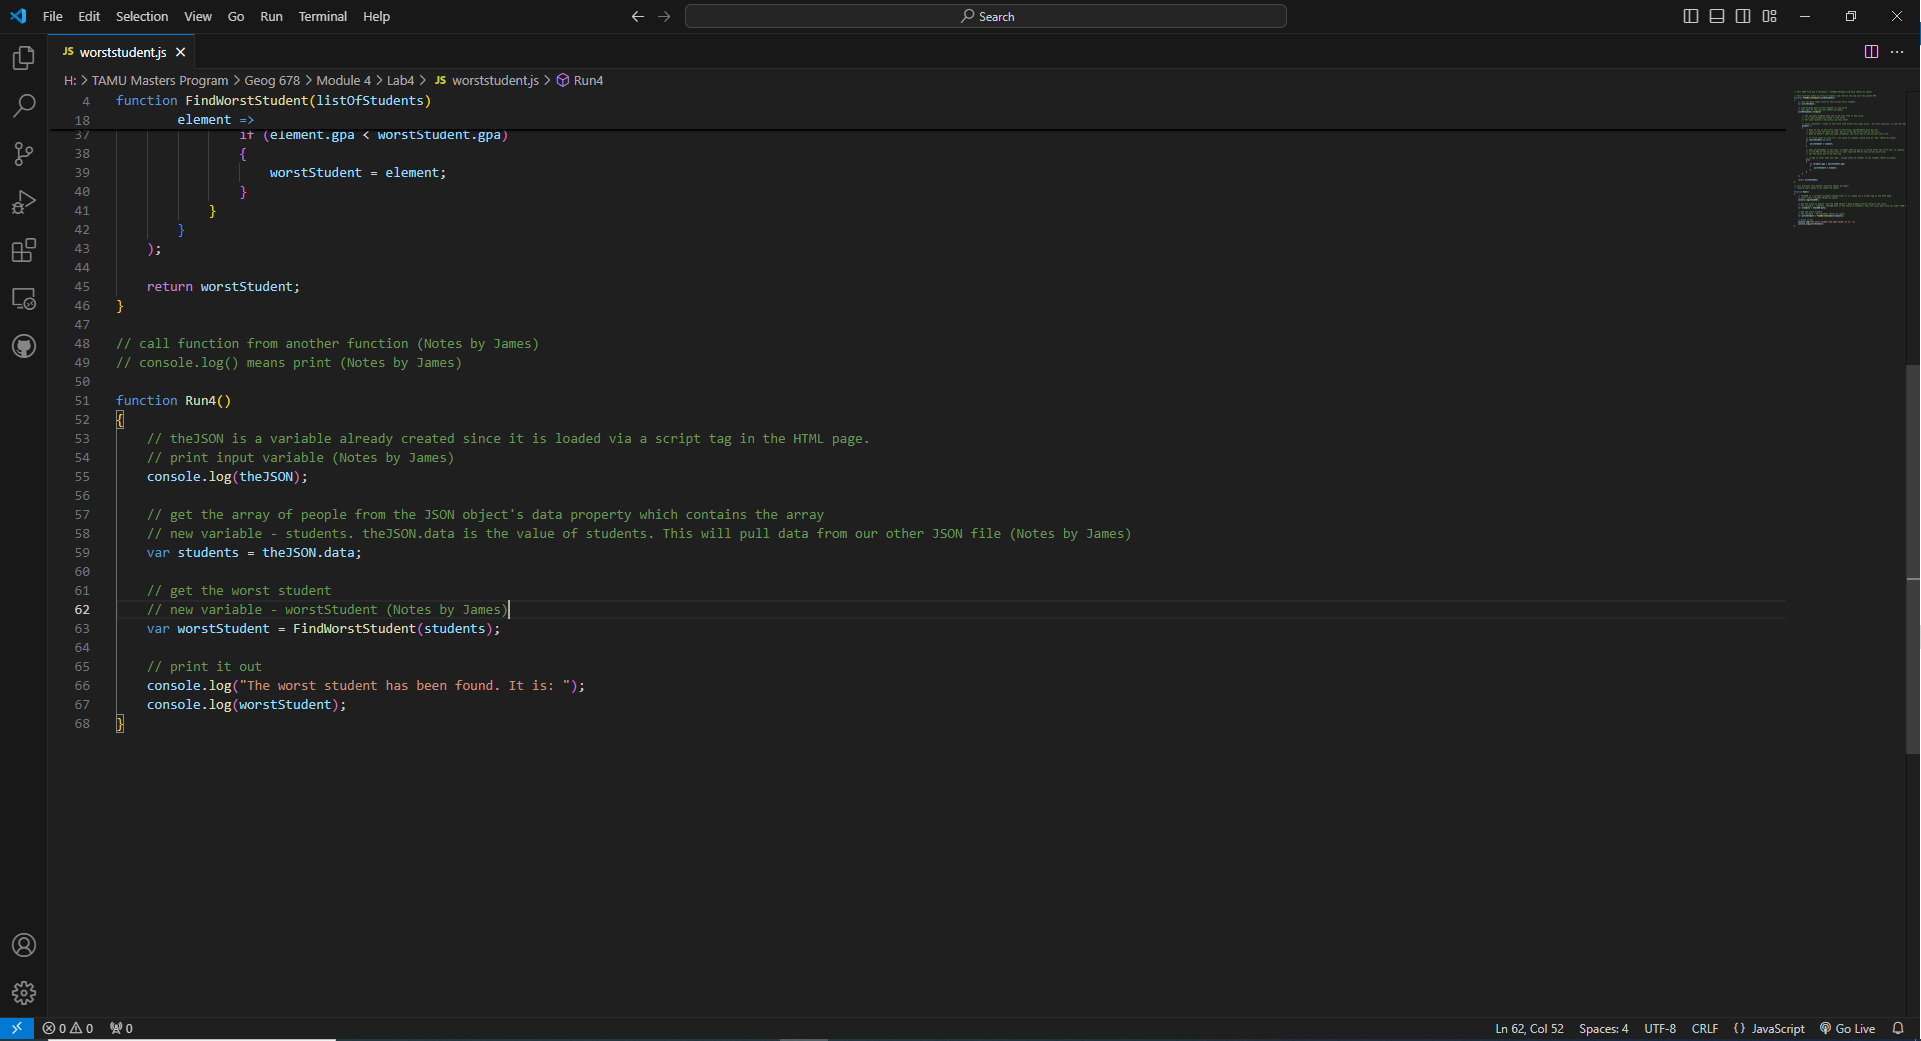 File Edit Selection View Go Run Terminal Help
Search
JS worststudent.js
H: > TAMU Masters Program > Geog 678 > Module 4 > Lab4 > JS worststudent.js > Run4
4 function FindWorstStudent(listOfStudents)
18 element =>
37 if (element.gpa < worstStudent.gpa)
38 {
39 worstStudent = element;
40 }
41 }
42 }
43 );
44
45 return worstStudent;
46 }
47
48 // call function from another function (Notes by James)
49 // console.log() means print (Notes by James)
50
51 function Run4()
52 {
53 // theJSON is a variable already created since it is loaded via a script tag in the HTML page.
54 // print input variable (Notes by James)
55 console.log(theJSON);
56
57 // get the array of people from the JSON object's data property which contains the array
58 // new variable - students. theJSON.data is the value of students. This will pull data from our other JSON file (Notes by James)
59 var students = theJSON.data;
60
61 // get the worst student
62 // new variable - worstStudent (Notes by James)
63 var worstStudent = FindWorstStudent(students);
64
65 // print it out
66 console.log("The worst student has been found. It is: ");
67 console.log(worstStudent);
68 }
0 0 0 Ln 62, Col 52 Spaces: 4 UTF-8 CRLF {} JavaScript Go Live